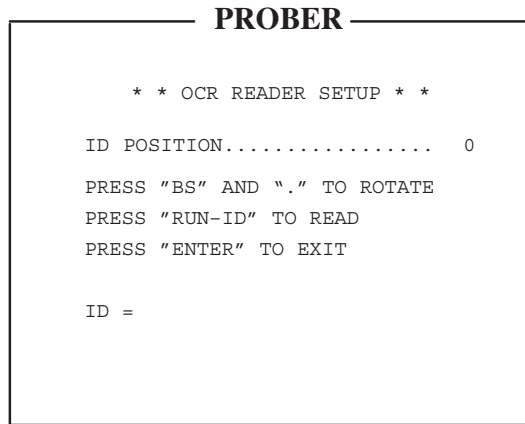 PROBER
* * OCR READER SETUP * *
ID POSITION................. 0
PRESS ″BS″ AND “.″ TO ROTATE
PRESS ″RUN−ID″ TO READ
PRESS ″ENTER″ TO EXIT
ID =